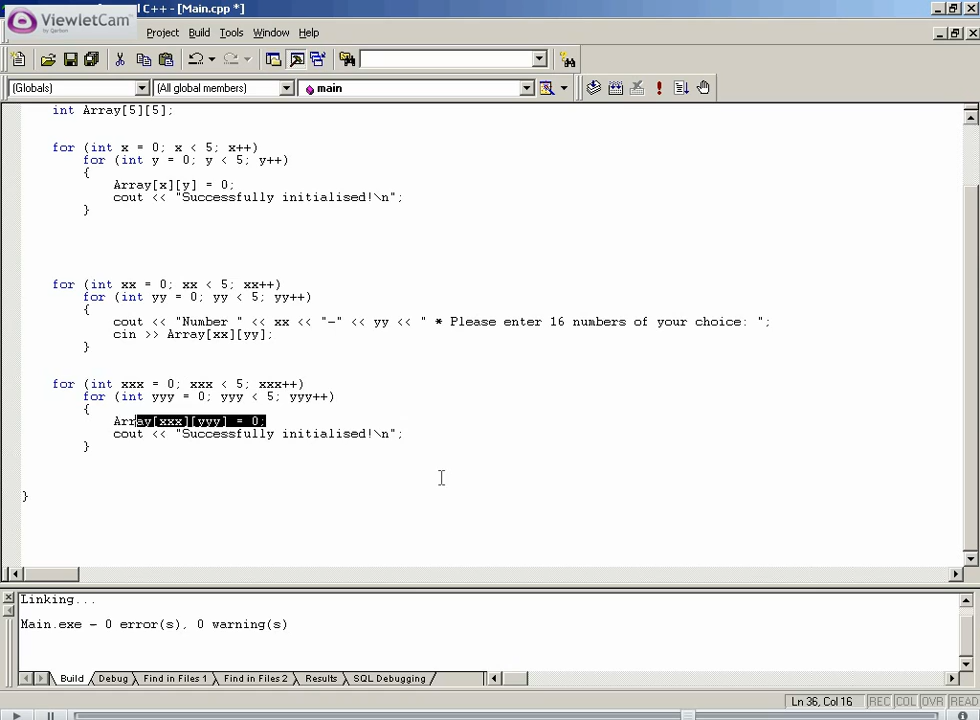 C++ - [Main.cpp *]
ViewletCam
by Qarbon
Project Build Tools Window Help
(Globals) (All global members) main
int Array[5][5];
for (int x = 0; x < 5; x++)
for (int y = 0; y < 5; y++)
{
Array[x][y] = 0;
cout << "Successfully initialised!\n";
}
for (int xx = 0; xx < 5; xx++)
for (int yy = 0; yy < 5; yy++)
{
cout << "Number " << xx << "-" << yy << " * Please enter 16 numbers of your choice: ";
cin >> Array[xx][yy];
}
for (int xxx = 0; xxx < 5; xxx++)
for (int yyy = 0; yyy < 5; yyy++)
{
Array[xxx][yyy] = 0;
cout << "Successfully initialised!\n";
}
}
Linking...
Main.exe - 0 error(s), 0 warning(s)
Build Debug Find in Files 1 Find in Files 2 Results SQL Debugging
Ln 36, Col 16 REC COL OVR READ